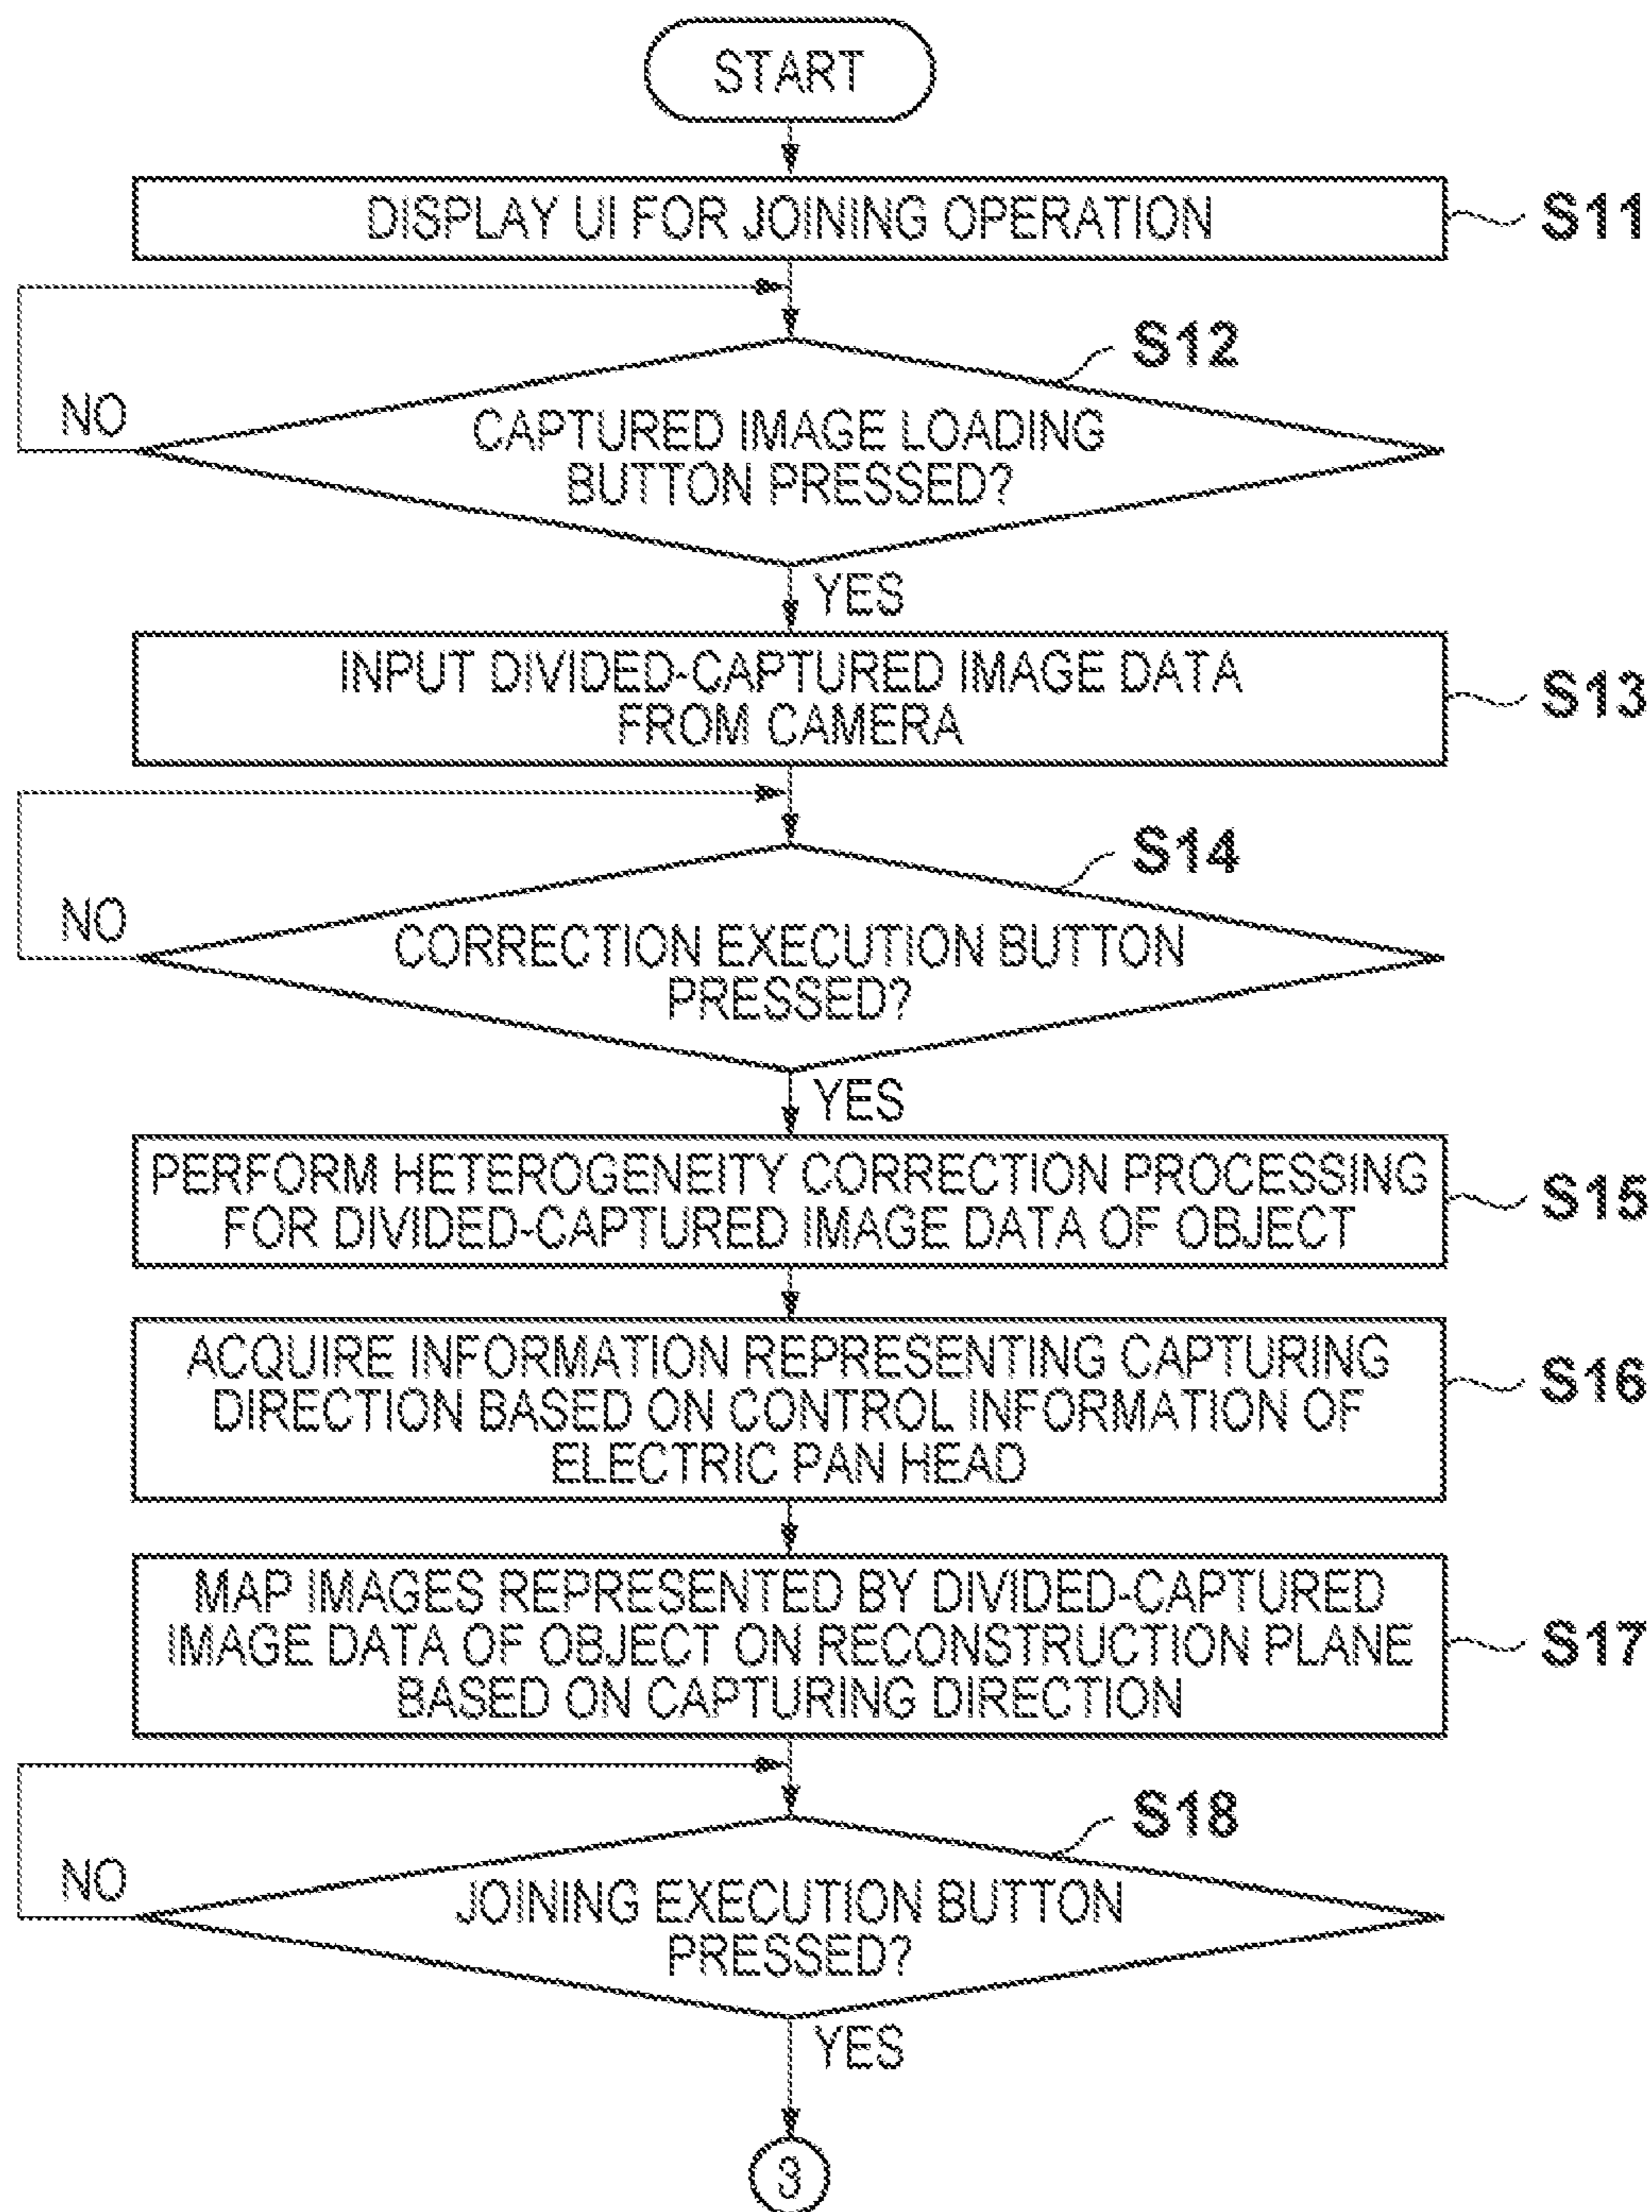 START
DISPLAY UI FOR JOINING OPERATION
S11
S12
NO
CAPTURED IMAGE LOADING
BUTTON PRESSED?
YES
INPUT DIVIDED-CAPTURED IMAGE DATA
FROM CAMERA
S13
S14
NO
CORRECTION EXECUTION BUTTON
PRESSED?
YES
PERFORM HETEROGENEITY CORRECTION PROCESSING
FOR DIVIDED-CAPTURED IMAGE DATA OF OBJECT
S15
ACQUIRE INFORMATION REPRESENTING CAPTURING
DIRECTION BASED ON CONTROL INFORMATION OF
ELECTRIC PAN HEAD
S16
MAP IMAGES REPRESENTED BY DIVIDED-CAPTURED
IMAGE DATA OF OBJECT ON RECONSTRUCTION PLANE
BASED ON CAPTURING DIRECTION
S17
S18
NO
JOINING EXECUTION BUTTON
PRESSED?
YES
3